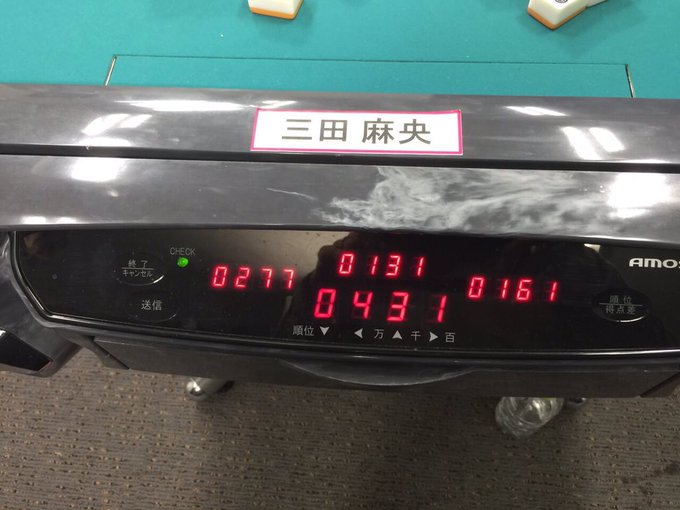 三田 麻央
CHECK
終了
キャンセル
送信
0277
0131
0161
0431
AMOS
順位
得点差
順位▼ ◀万▲千▶百